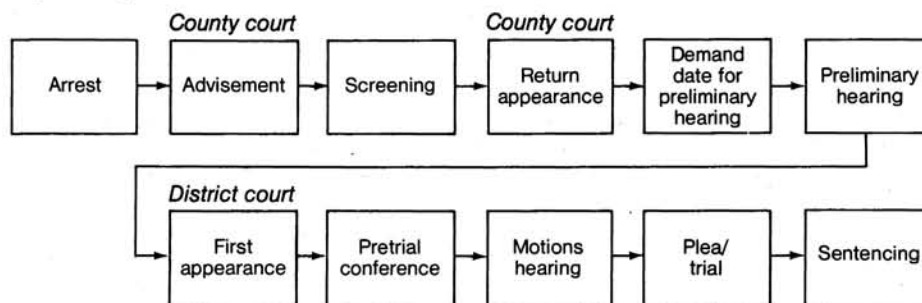 County court
County court
Arrest
Advisement
Screening
Return
appearance
Demand
date for
preliminary
hearing
Preliminary
hearing
District court
First
appearance
Pretrial
conference
Motions
hearing
Plea/
trial
Sentencing